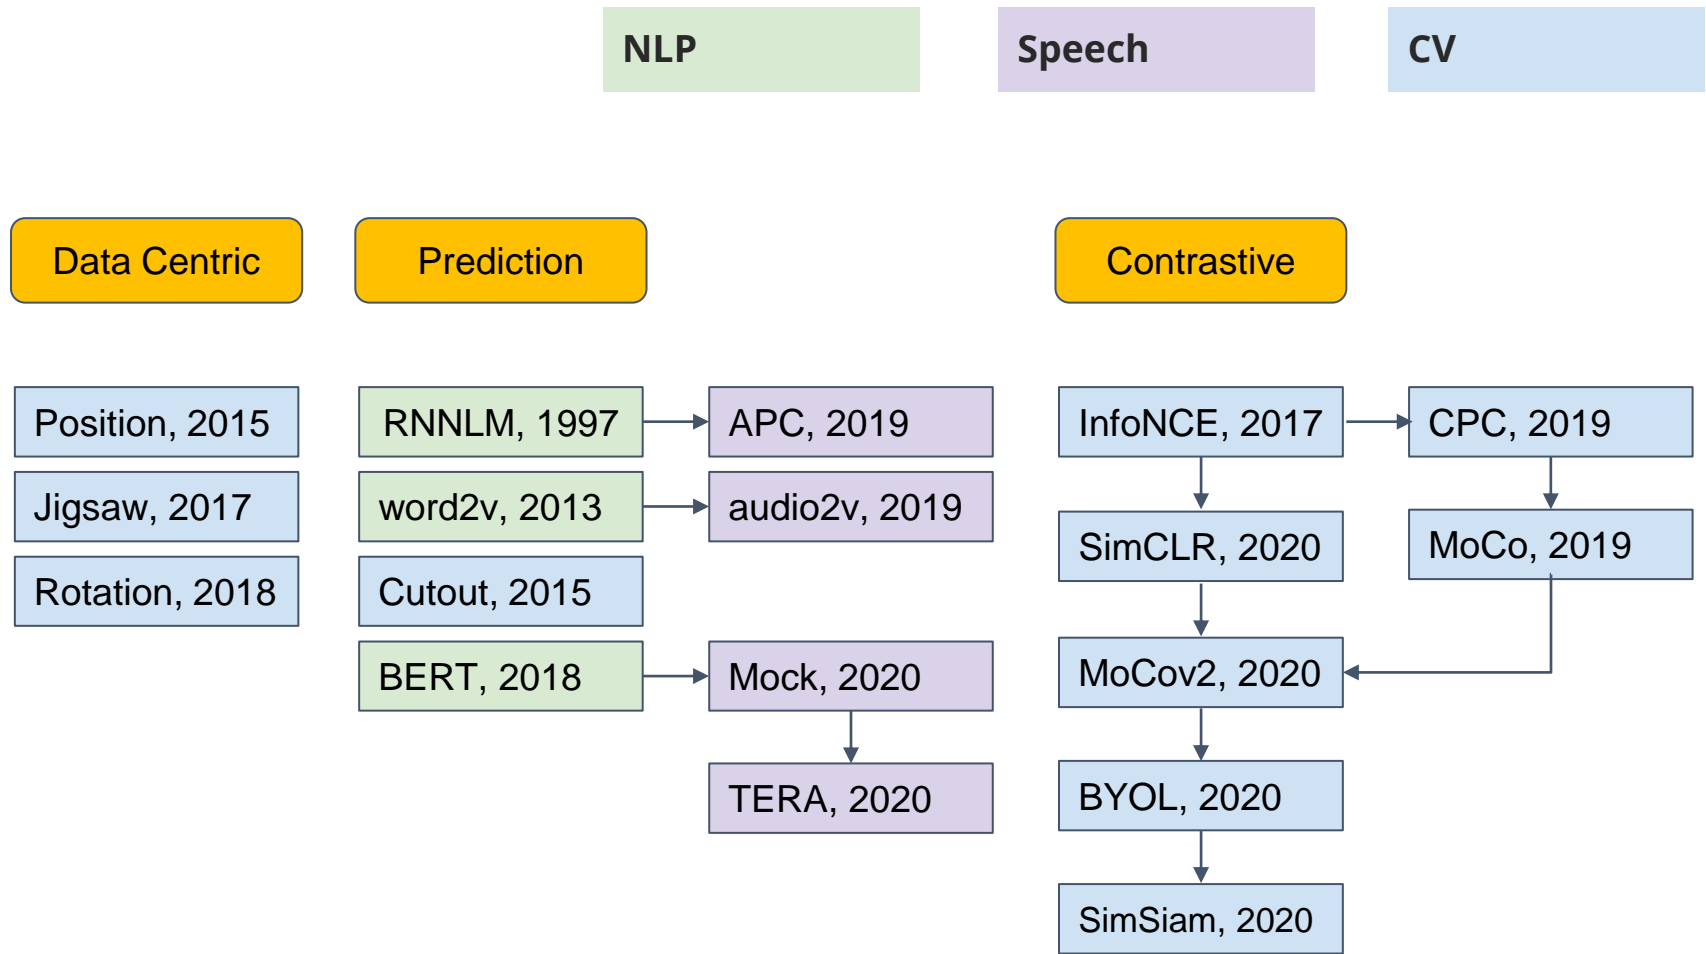 NLP
Speech
CV
Data Centric
Prediction
Contrastive
Position, 2015
RNNLM, 1997
APC, 2019
InfoNCE, 2017
CPC, 2019
Jigsaw, 2017
word2v, 2013
audio2v, 2019
SimCLR, 2020
MoCo, 2019
Rotation, 2018
Cutout, 2015
BERT, 2018
Mock, 2020
MoCov2, 2020
TERA, 2020
BYOL, 2020
SimSiam, 2020